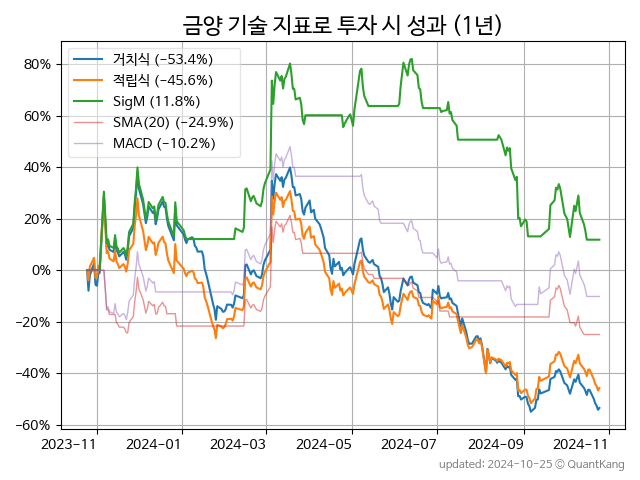 금양 기술 지표로 투자 시 성과 (1년)
거치식 (−53.4%)
적립식 (−45.6%)
SigM (11.8%)
SMA(20) (−24.9%)
MACD (−10.2%)
80%
60%
40%
20%
0%
−20%
−40%
−60%
2023-11 2024-01 2024-03 2024-05 2024-07 2024-09 2024-11
updated: 2024-10-25 © QuantKang